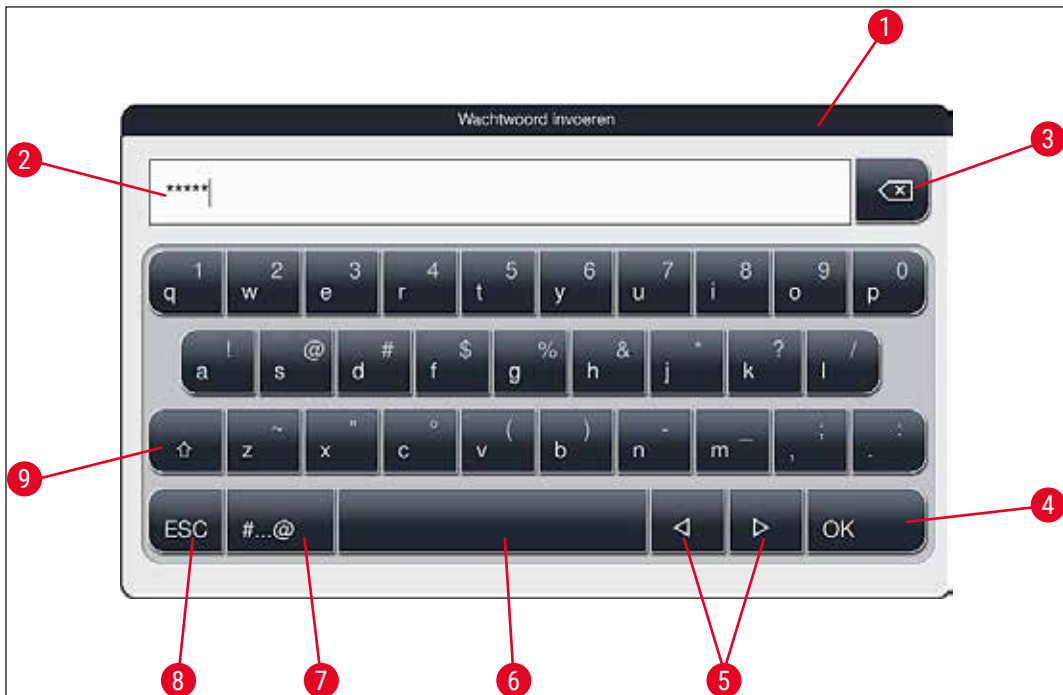 1
Wachtwoord invoeren
2 ***** 3
1 2 3 4 5 6 7 8 9 0
q w e r t y u i o p
! @ # $ % & * ? /
a s d f g h j k l
~ " ° ( ) - _ ; :
z x c v b n m , .
9
ESC #...@ OK 4
8 7 6 5